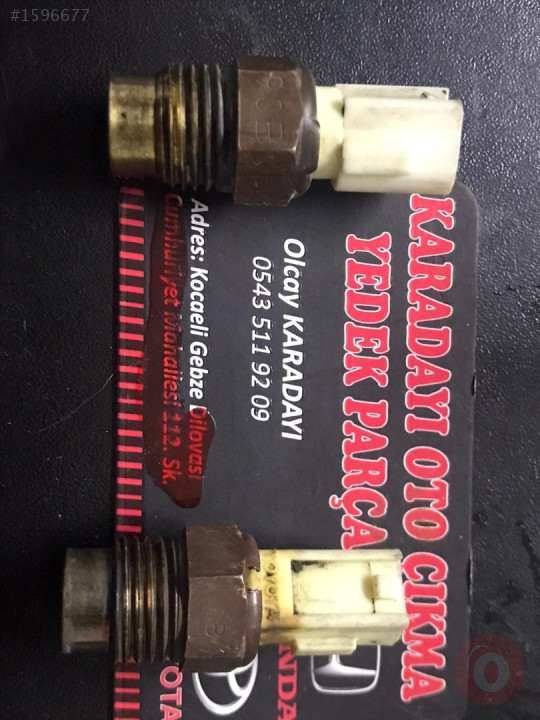 #1596677
KARADAYI OTO CIKMA
YEDEK PARÇA
Olcay KARADAYI
0543 511 92 09
Adres: Kocaeli Gebze Dilovası
Cumhuriyet Mahallesi 112. Sk.